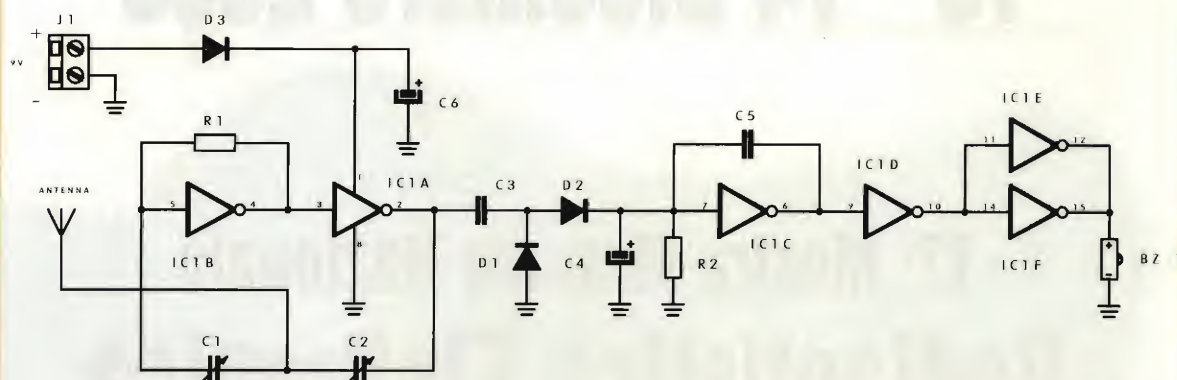 J1
D3
+
9V
-
C6
R1
C5
IC1E
11
12
ANTENNA
IC1A
1
C3
D2
IC1D
5
4
3
2
7
6
9
10
14
15
8
IC1B
D1
C4
R2
IC1C
IC1F
BZ
+
-
+
+
C1
C2